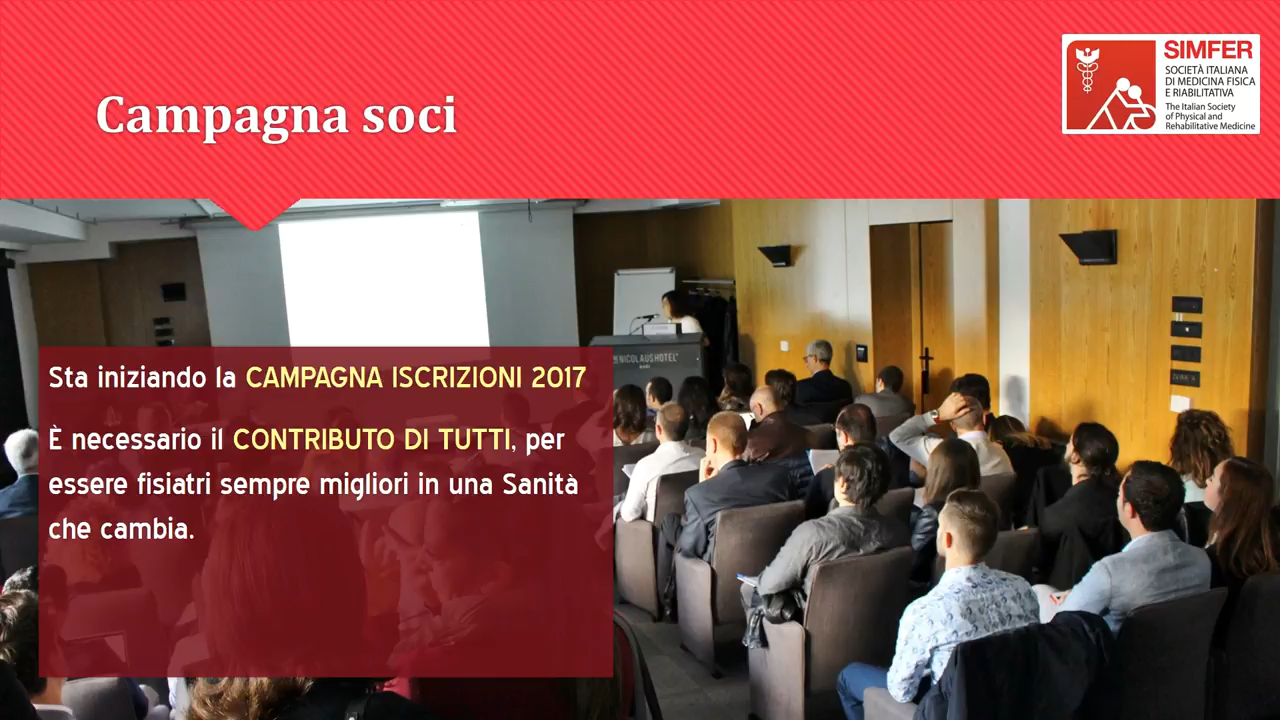 Campagna soci
SIMFER
SOCIETÀ ITALIANA
DI MEDICINA FISICA
E RIABILITATIVA
The Italian Society
of Physical and
Rehabilitative Medicine
NICOLAUSHOTEL
Sta iniziando la CAMPAGNA ISCRIZIONI 2017
È necessario il CONTRIBUTO DI TUTTI, per
essere fisiatri sempre migliori in una Sanità
che cambia.